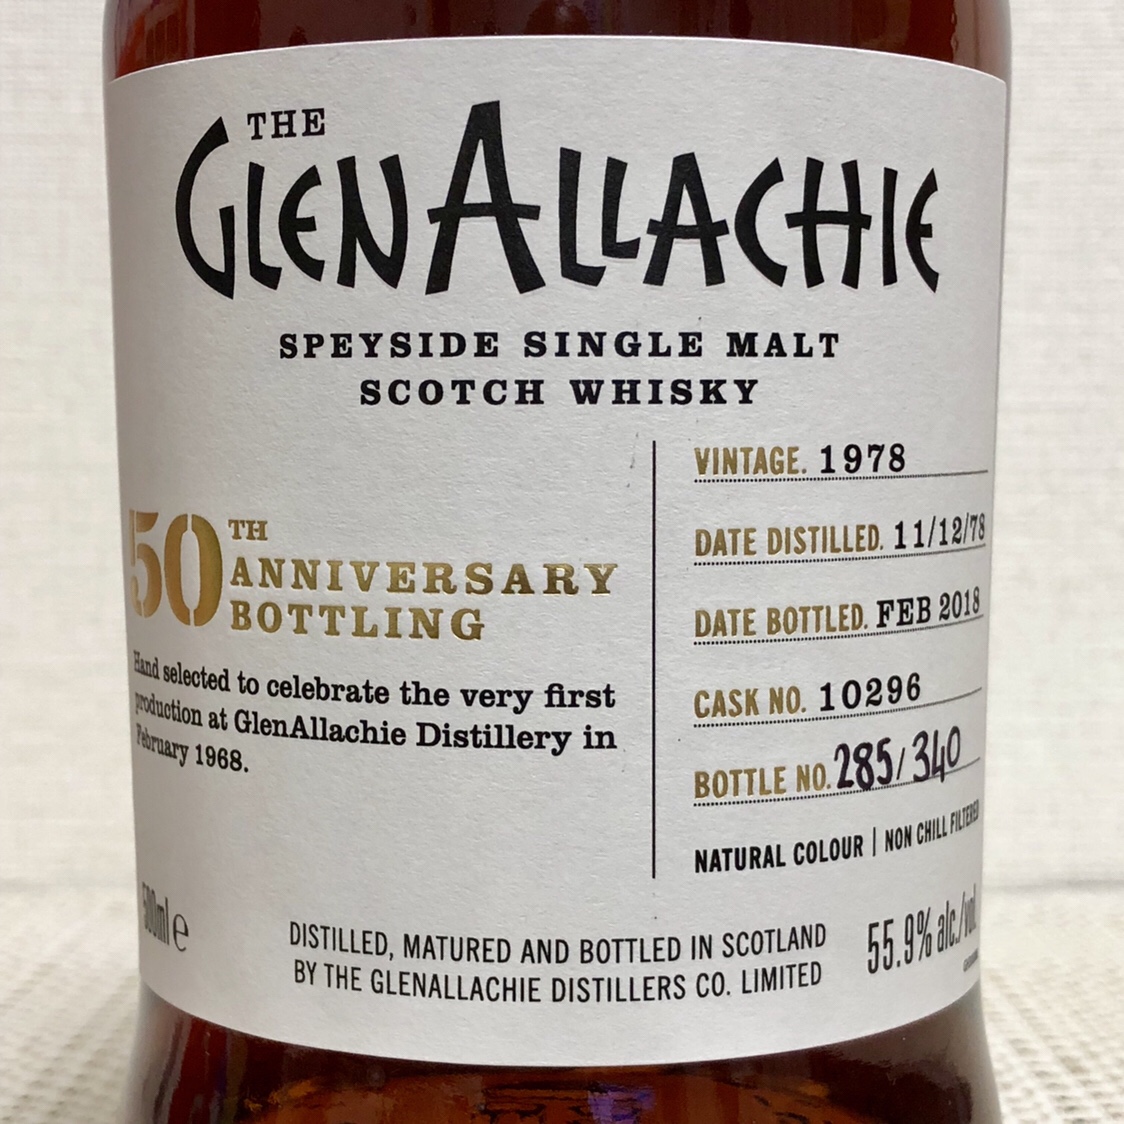 THE
GLENALLACHIE
SPEYSIDE SINGLE MALT
SCOTCH WHISKY
50TH
ANNIVERSARY
BOTTLING
Hand selected to celebrate the very first
production at GlenAllachie Distillery in
February 1968.
VINTAGE. 1978
DATE DISTILLED. 11/12/78
DATE BOTTLED. FEB 2018
CASK NO. 10296
BOTTLE NO. 285/340
NATURAL COLOUR | NON CHILL FILTERED
500ml e
DISTILLED, MATURED AND BOTTLED IN SCOTLAND
BY THE GLENALLACHIE DISTILLERS CO. LIMITED
55.9% alc./vol.